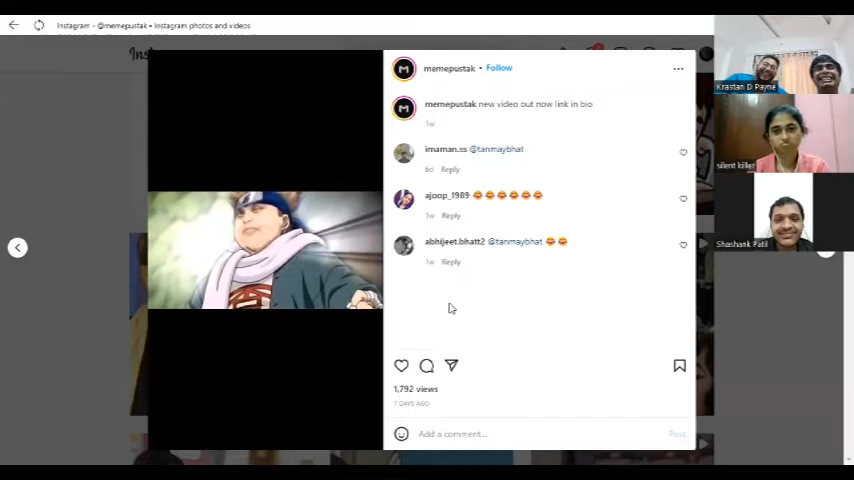 Instagram - @memepustak • Instagram photos and videos
Inst
memepustak • Follow
memepustak new video out now link in bio
1w
imaman.ss @tanmaybhat
6d Reply
ajoop_1989 😂😂😂😂😂😂
1w Reply
abhijeet.bhatt2 @tanmaybhat 😂😂
1w Reply
1,792 views
7 DAYS AGO
Add a comment...
Post
Krastan D Payne
silent killer
Shashank Patil